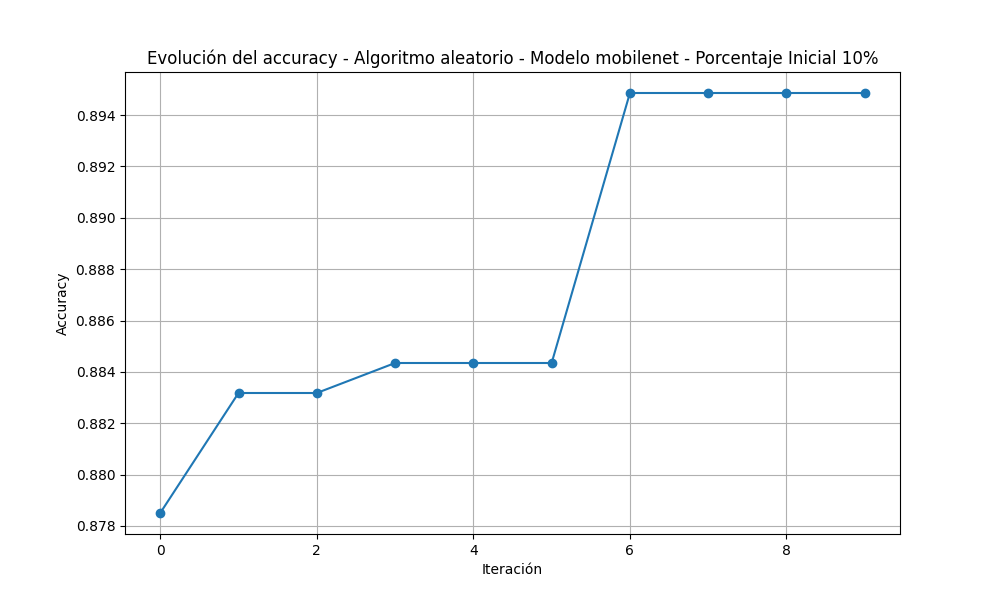 Evolución del accuracy - Algoritmo aleatorio - Modelo mobilenet - Porcentaje Inicial 10%
0.894
0.892
0.890
0.888
0.886
0.884
0.882
0.880
0.878
Accuracy
0 2 4 6 8
Iteración